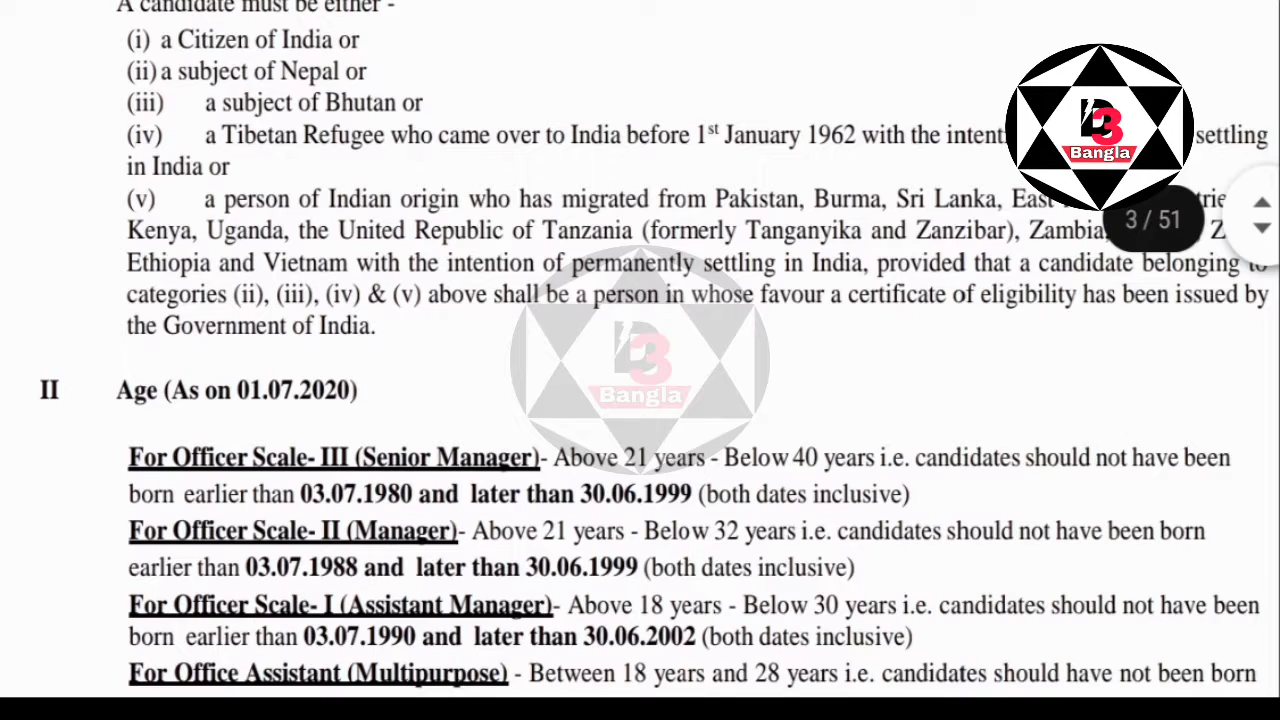 A candidate must be either -
(i) a Citizen of India or
(ii) a subject of Nepal or
(iii) a subject of Bhutan or
(iv) a Tibetan Refugee who came over to India before 1st January 1962 with the settling
in India or
(v) a person of Indian origin who has migrated from Pakistan, Burma, Sri Lanka,
Kenya, Uganda, the United Republic of Tanzania (formerly Tanganyika and Zanzibar), Zambia,
Ethiopia and Vietnam with the intention of permanently settling in India, provided that a candidate belonging to
categories (ii), (iii), (iv) & (v) above shall be a person in whose favour a certificate of eligibility has been issued by
the Government of India.
II Age (As on 01.07.2020)
For Officer Scale- III (Senior Manager)- Above 21 years - Below 40 years i.e. candidates should not have been
born earlier than 03.07.1980 and later than 30.06.1999 (both dates inclusive)
For Officer Scale- II (Manager)- Above 21 years - Below 32 years i.e. candidates should not have been born
earlier than 03.07.1988 and later than 30.06.1999 (both dates inclusive)
For Officer Scale- I (Assistant Manager)- Above 18 years - Below 30 years i.e. candidates should not have been
born earlier than 03.07.1990 and later than 30.06.2002 (both dates inclusive)
For Office Assistant (Multipurpose) - Between 18 years and 28 years i.e. candidates should have not been born
D3
Bangla
3 / 51
D3
Bangla